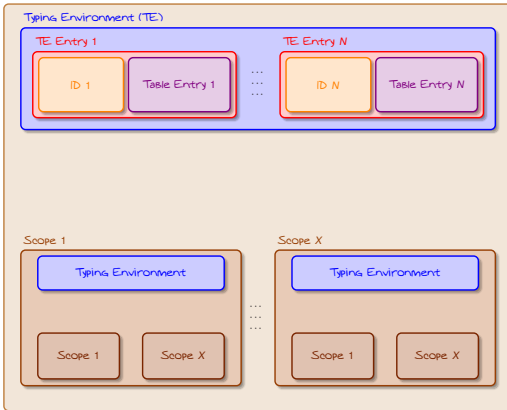 Typing Environment (TE)
TE Entry 1
TE Entry N
ID 1
Table Entry 1
...
...
...
ID N
Table Entry N
Scope 1
Scope X
Typing Environment
Typing Environment
...
...
...
Scope 1
Scope X
Scope 1
Scope X